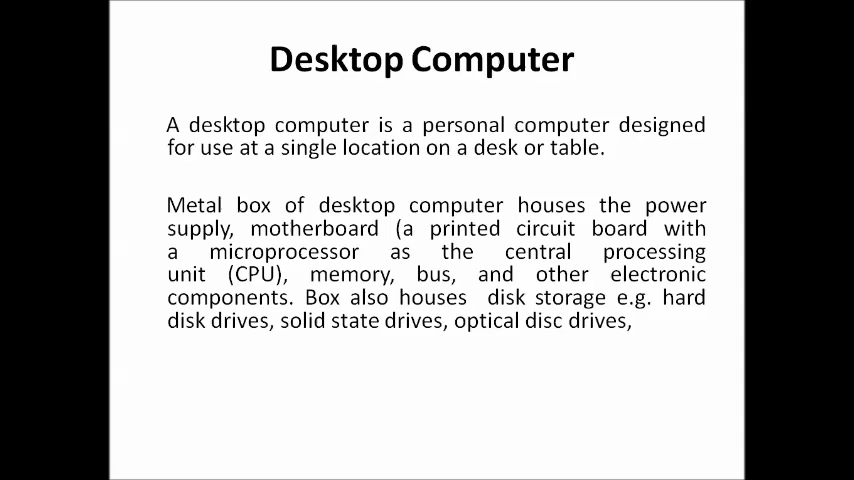 Desktop Computer
A desktop computer is a personal computer designed
for use at a single location on a desk or table.
Metal box of desktop computer houses the power
supply, motherboard (a printed circuit board with
a microprocessor as the central processing
unit (CPU), memory, bus, and other electronic
components. Box also houses disk storage e.g. hard
disk drives, solid state drives, optical disc drives,